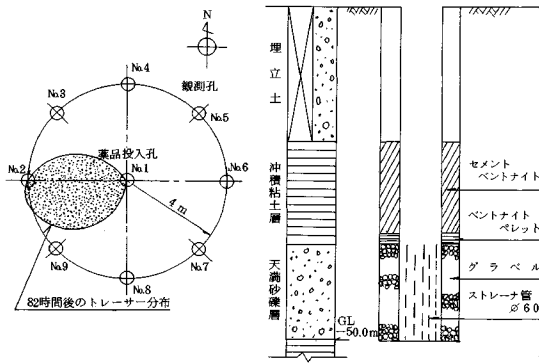 N
No.4
観測孔
No.3
No.5
薬品投入孔
No.2
No.1
No.6
4 m
No.9
No.7
No.8
82時間後のトレーサー分布
埋立土
沖積粘土層
天満砂礫層
GL
-50.0m
セメント
ベントナイト
ベントナイト
ペレット
グラベル
ストレーナ管
Ø60